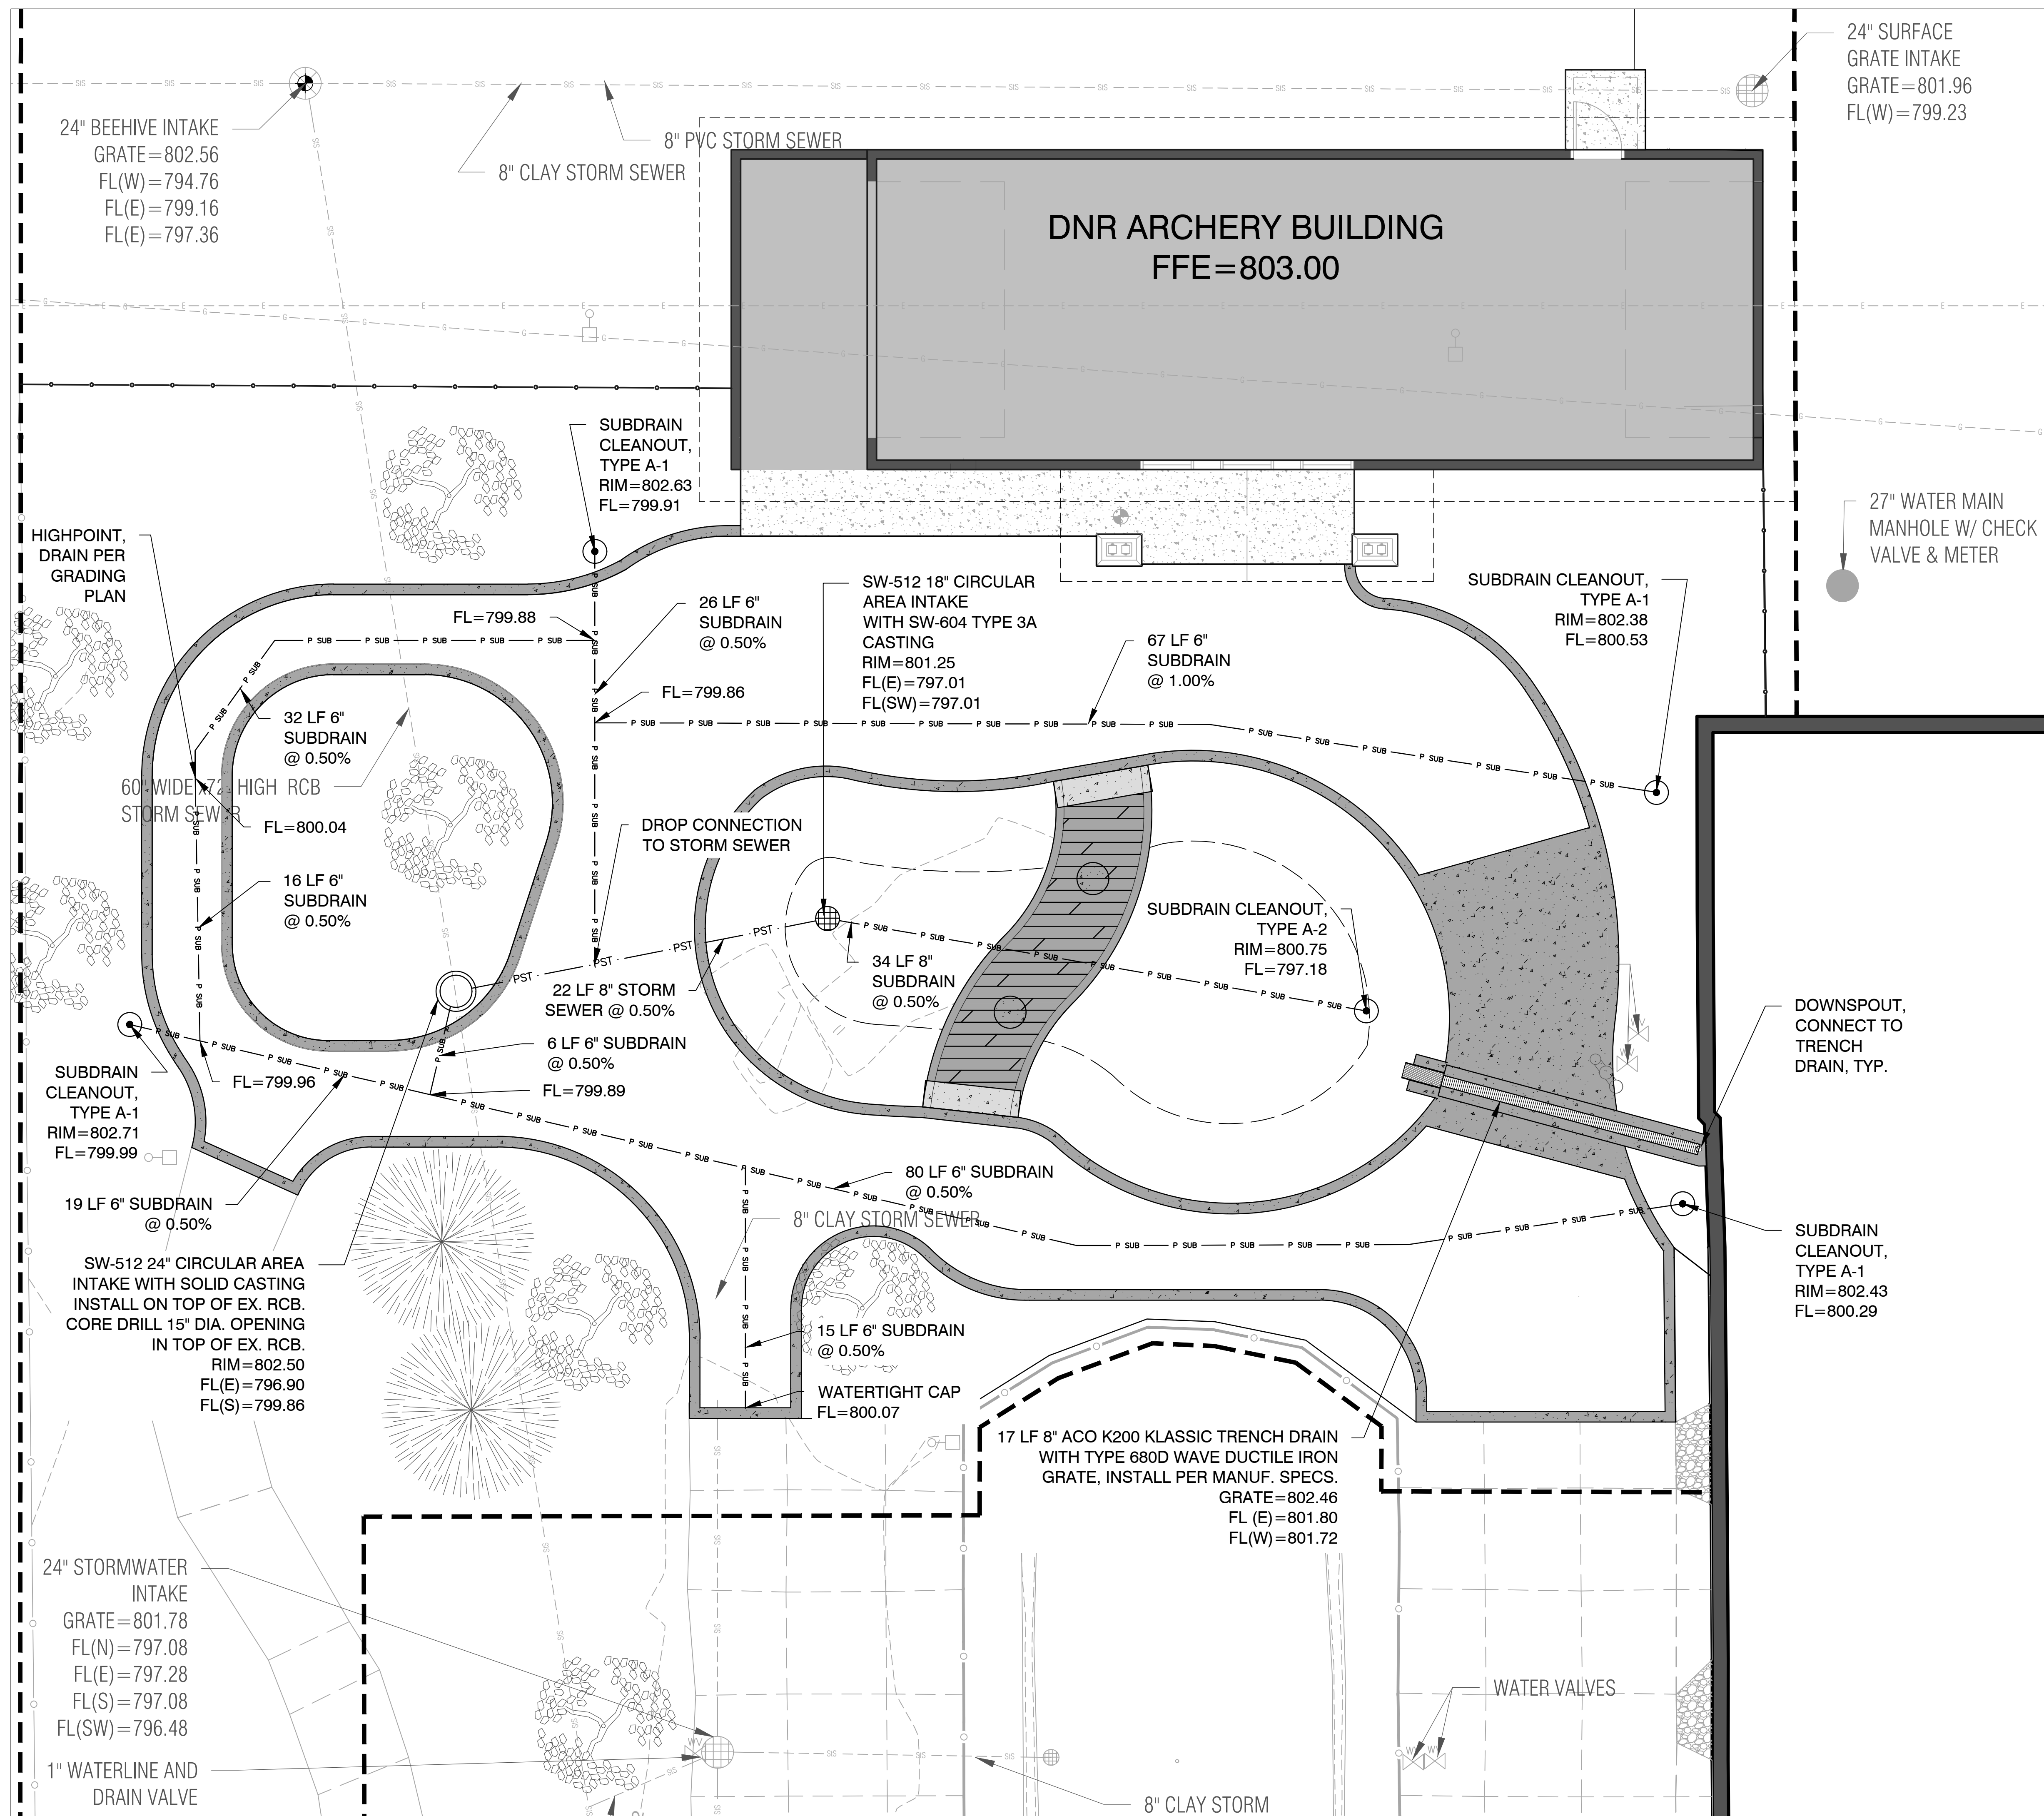 24" SURFACE
GRATE INTAKE
GRATE=801.96
FL(W)=799.23
24" BEEHIVE INTAKE
GRATE=802.56
FL(W)=794.76
FL(E)=799.16
FL(E)=797.36
8" PVC STORM SEWER
8" CLAY STORM SEWER
DNR ARCHERY BUILDING
FFE=803.00
SUBDRAIN
CLEANOUT,
TYPE A-1
RIM=802.63
FL=799.91
27" WATER MAIN
MANHOLE W/ CHECK
VALVE & METER
HIGHPOINT,
DRAIN PER
GRADING
PLAN
FL=799.88
26 LF 6"
SUBDRAIN
@ 0.50%
SW-512 18" CIRCULAR
AREA INTAKE
WITH SW-604 TYPE 3A
CASTING
RIM=801.25
FL(E)=797.01
FL(SW)=797.01
67 LF 6"
SUBDRAIN
@ 1.00%
SUBDRAIN CLEANOUT,
TYPE A-1
RIM=802.38
FL=800.53
FL=799.86
32 LF 6"
SUBDRAIN
@ 0.50%
60" WIDE X72" HIGH RCB
STORM SEWER
FL=800.04
DROP CONNECTION
TO STORM SEWER
16 LF 6"
SUBDRAIN
@ 0.50%
SUBDRAIN CLEANOUT,
TYPE A-2
RIM=800.75
FL=797.18
34 LF 8"
SUBDRAIN
@ 0.50%
22 LF 8" STORM
SEWER @ 0.50%
DOWNSPOUT,
CONNECT TO
TRENCH
DRAIN, TYP.
6 LF 6" SUBDRAIN
@ 0.50%
FL=799.96
FL=799.89
SUBDRAIN
CLEANOUT,
TYPE A-1
RIM=802.71
FL=799.99
80 LF 6" SUBDRAIN
@ 0.50%
19 LF 6" SUBDRAIN
@ 0.50%
8" CLAY STORM SEWER
SUBDRAIN
CLEANOUT,
TYPE A-1
RIM=802.43
FL=800.29
SW-512 24" CIRCULAR AREA
INTAKE WITH SOLID CASTING
INSTALL ON TOP OF EX. RCB.
CORE DRILL 15" DIA. OPENING
IN TOP OF EX. RCB.
RIM=802.50
FL(E)=796.90
FL(S)=799.86
15 LF 6" SUBDRAIN
@ 0.50%
WATERTIGHT CAP
FL=800.07
17 LF 8" ACO K200 KLASSIC TRENCH DRAIN
WITH TYPE 680D WAVE DUCTILE IRON
GRATE, INSTALL PER MANUF. SPECS.
GRATE=802.46
FL (E)=801.80
FL(W)=801.72
24" STORMWATER
INTAKE
GRATE=801.78
FL(N)=797.08
FL(E)=797.28
FL(S)=797.08
FL(SW)=796.48
WATER VALVES
1" WATERLINE AND
DRAIN VALVE
8" CLAY STORM